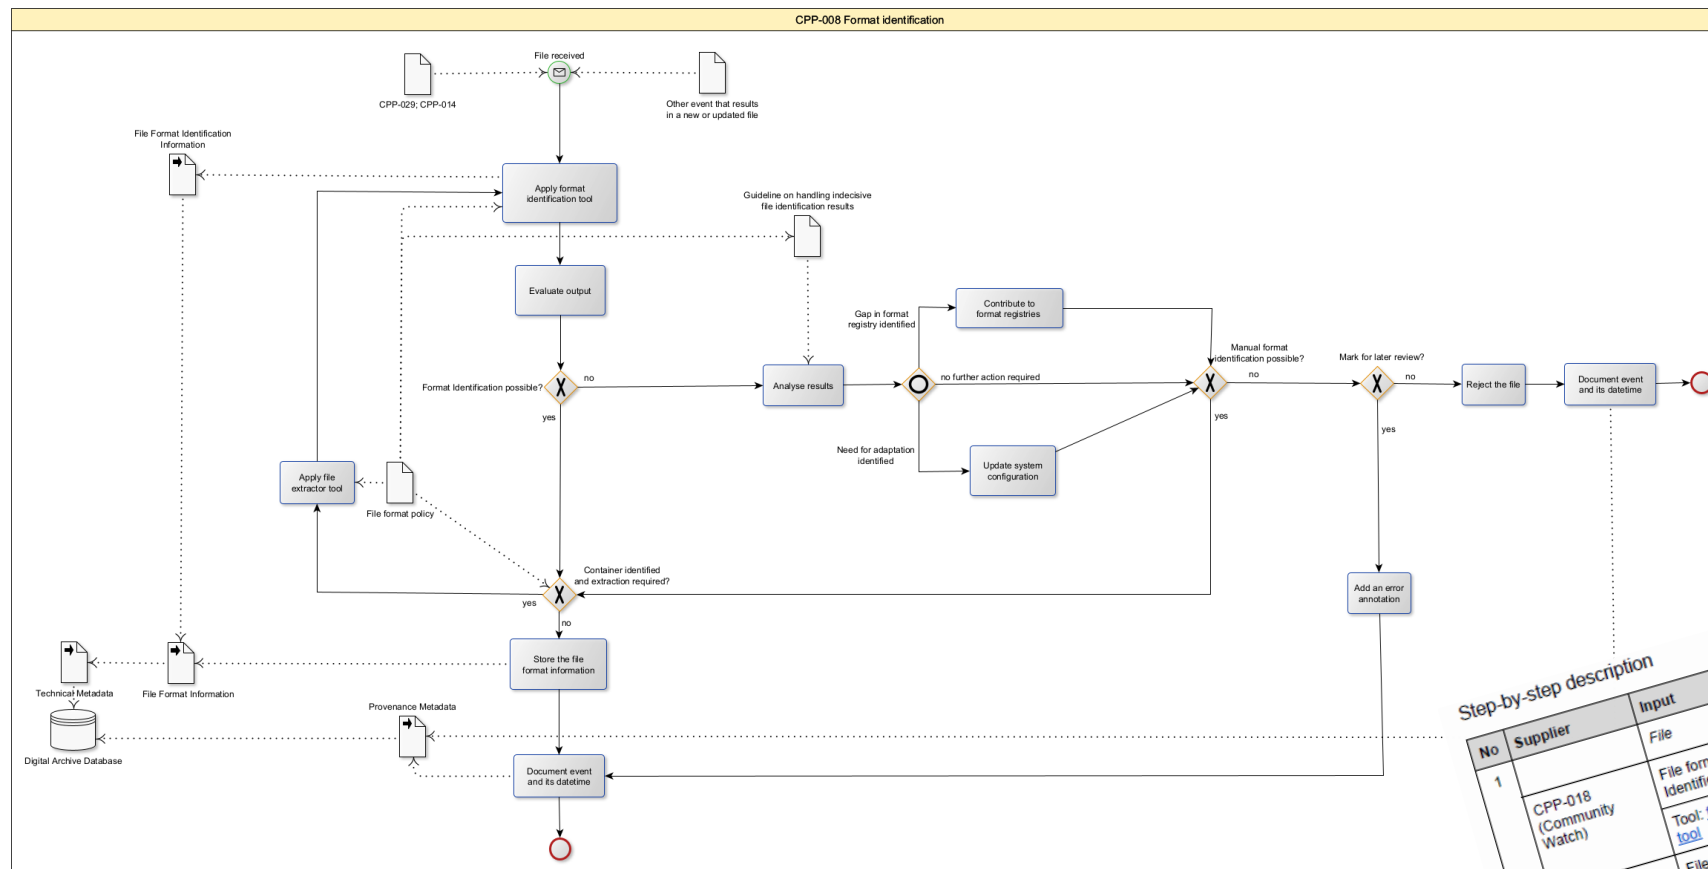 CPP-008 Format identification
File received
CPP-029; CPP-014
Other event that results
in a new or updated file
File Format Identification
Information
Apply format
identification tool
Guideline on handling indecisive
file identification results
Evaluate output
Gap in format
registry identified
Contribute to
format registries
Format Identification possible?
no
yes
Analyse results
no further action required
Manual format
identification possible?
no
yes
Mark for later review?
no
yes
Reject the file
Document event
and its datetime
Need for adaptation
identified
Update system
configuration
Apply file
extractor tool
File format policy
Container identified
and extraction required?
yes
no
Add an error
annotation
Store the file
format information
Technical Metadata
File Format Information
Provenance Metadata
Digital Archive Database
Document event
and its datetime
Step-by-step description
No
Supplier
Input
1
File
CPP-018
(Community
Watch)
File
Tool:
tool